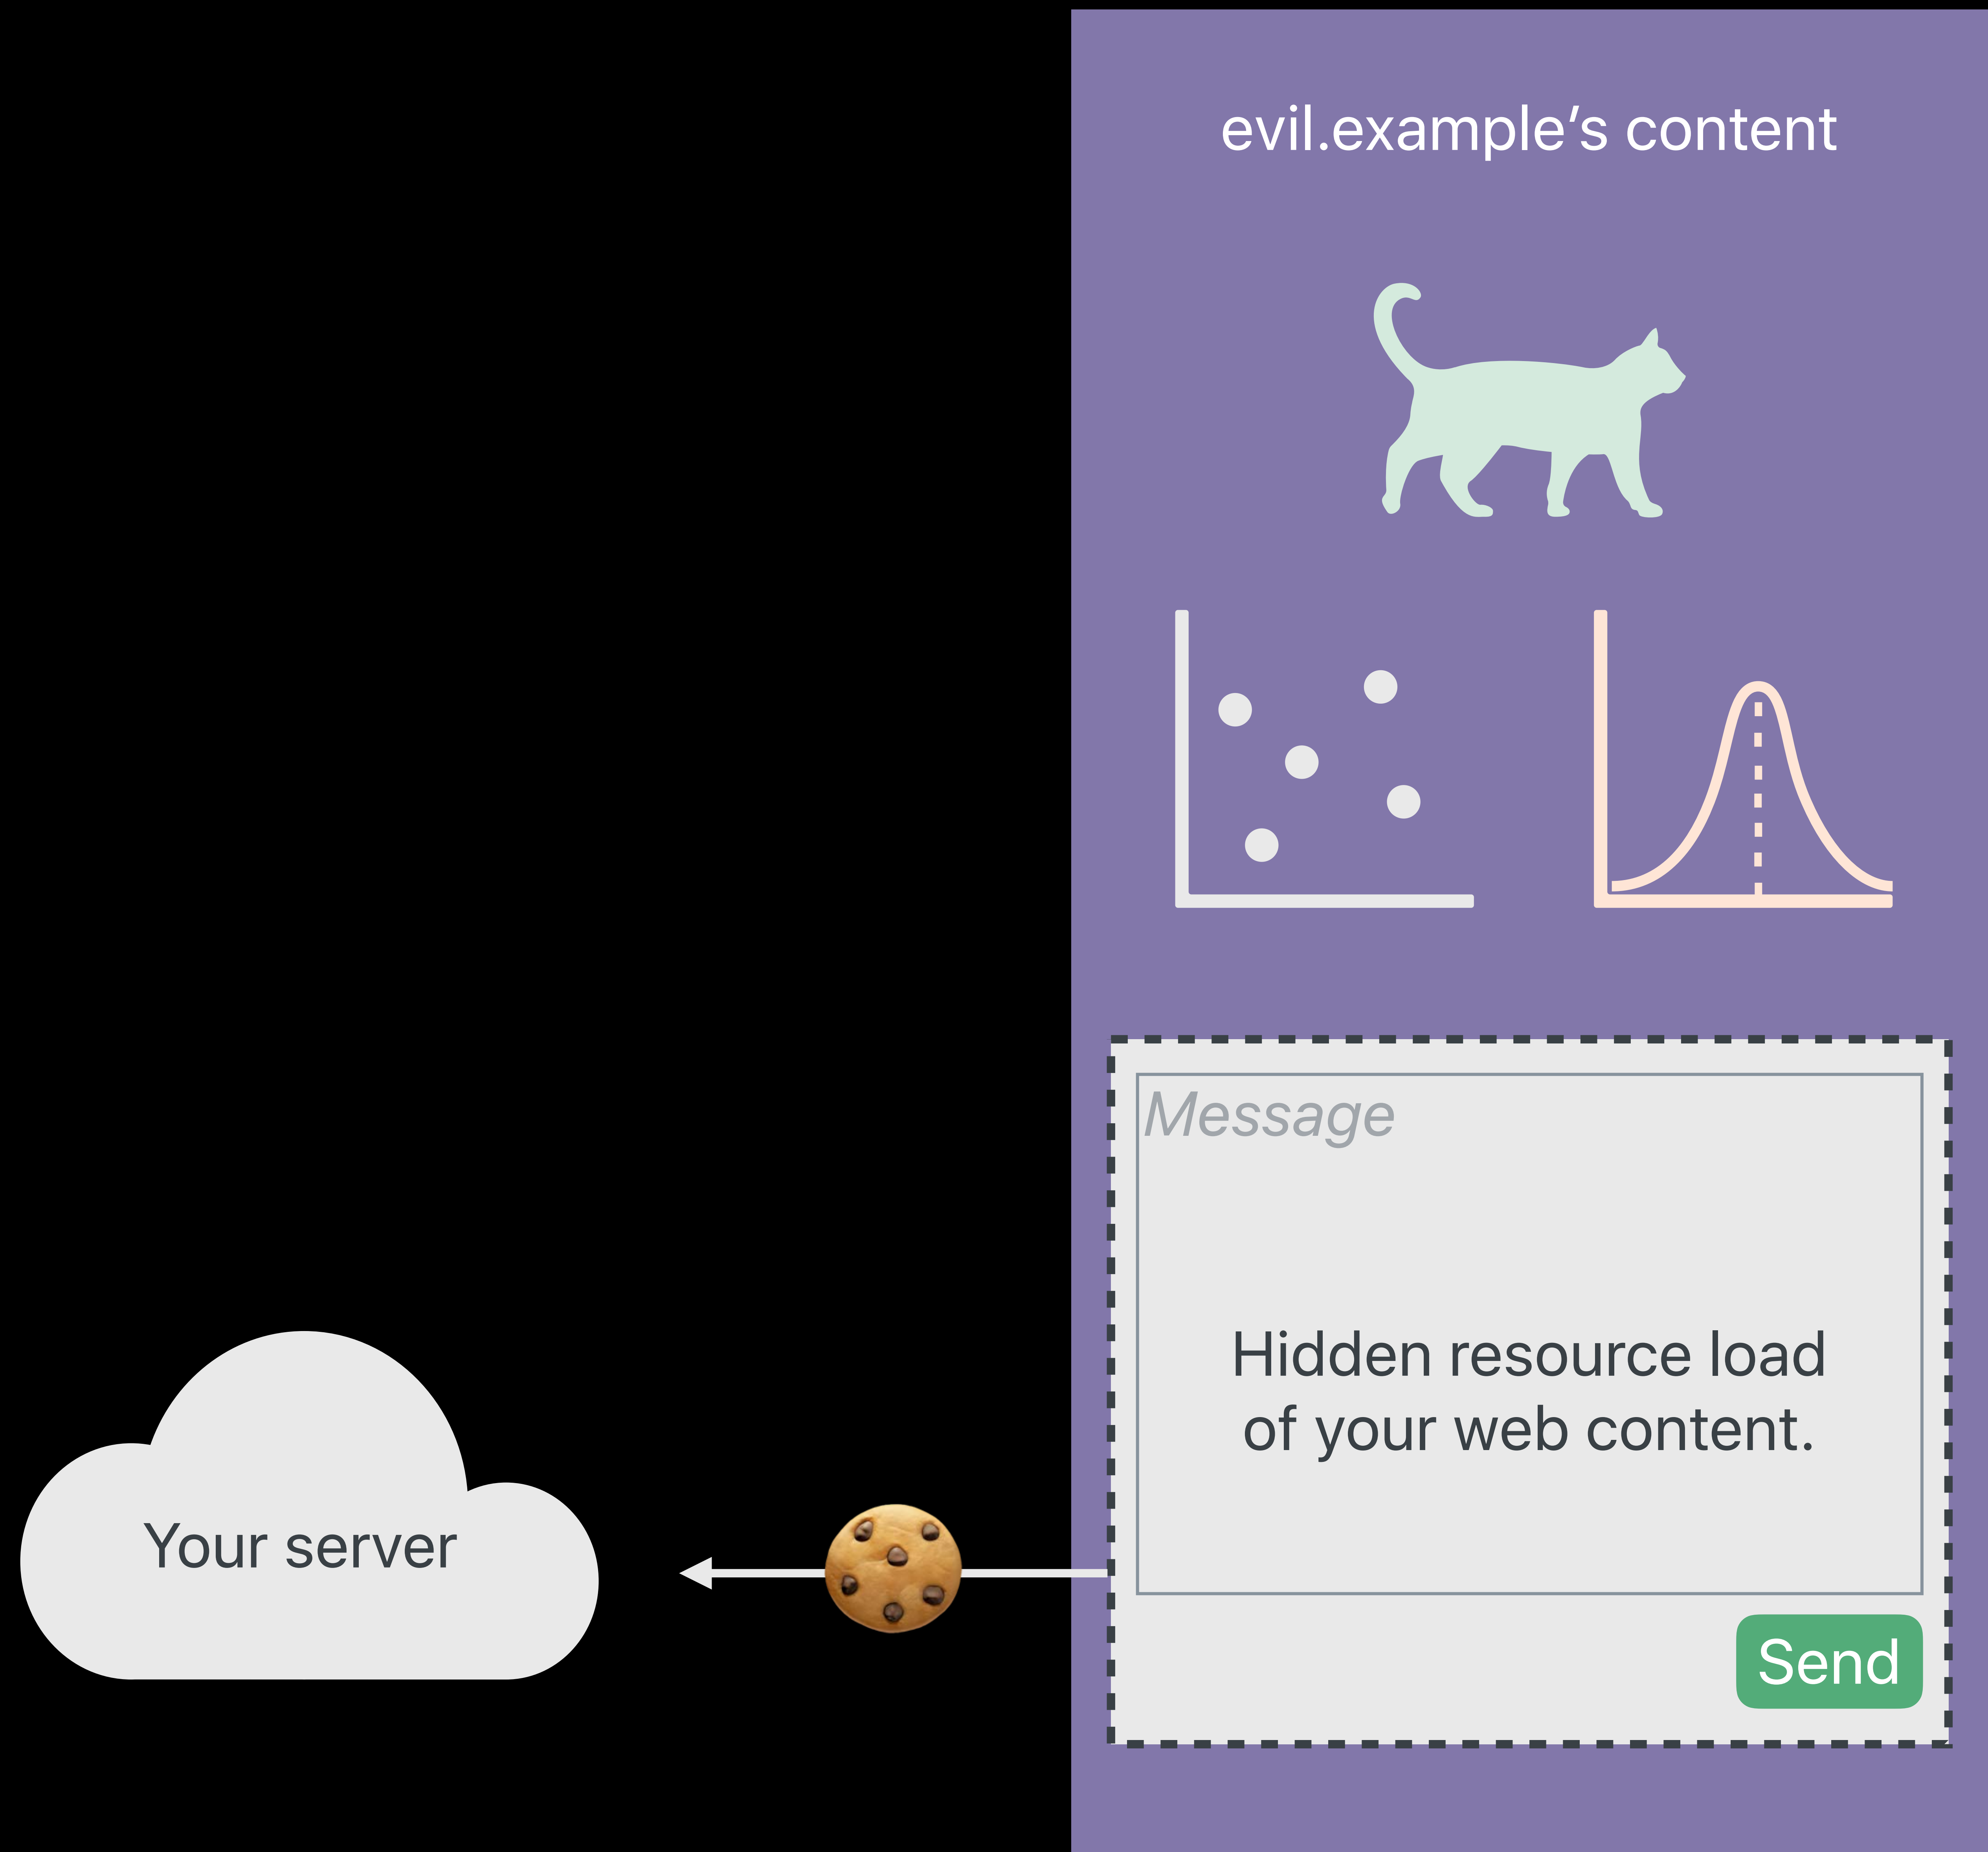 evil.example‘s content
Message
Hidden resource load
of your web content.
Your server
Send